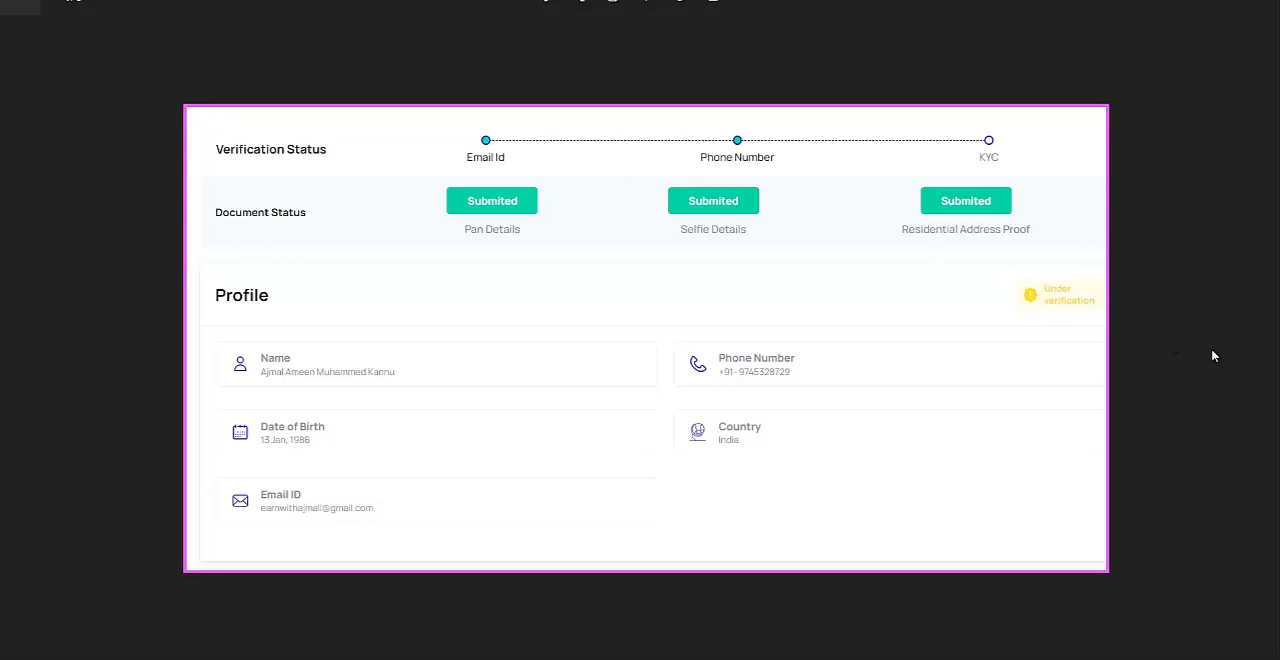 Verification Status
Email Id
Phone Number
KYC
Document Status
Submited
Submited
Submited
Pan Details
Selfie Details
Residential Address Proof
Profile
Under
verification
Name
Ajmal Ameen Muhammed Kannu
Phone Number
+91- 9745328729
Date of Birth
13 Jan, 1986
Country
India
Email ID
earnwithajmall@gmail.com